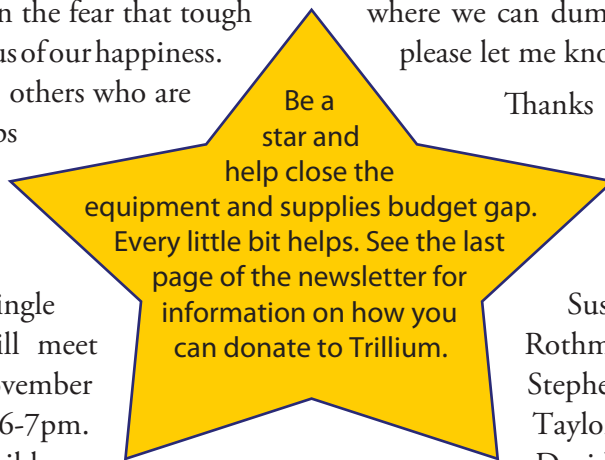 n the fear that tough
us of our happiness.
others who are
os
ingle
ill meet
vember
6-7pm.
Be a
star and
help close the
equipment and supplies budget gap.
Every little bit helps. See the last
page of the newsletter for
information on how you
can donate to Trillium.
where we can dum
please let me kno
Thanks
Sus
Rothm
Stephe
Taylo